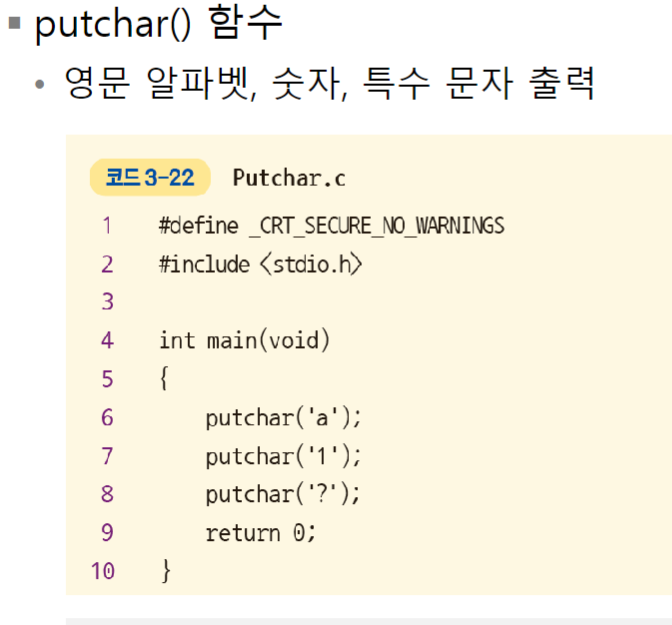 ▪ putchar() 함수
• 영문 알파벳, 숫자, 특수 문자 출력
코드 3-22 Putchar.c
1 #define _CRT_SECURE_NO_WARNINGS
2 #include <stdio.h>
3
4 int main(void)
5 {
6 putchar('a');
7 putchar('1');
8 putchar('?');
9 return 0;
10 }